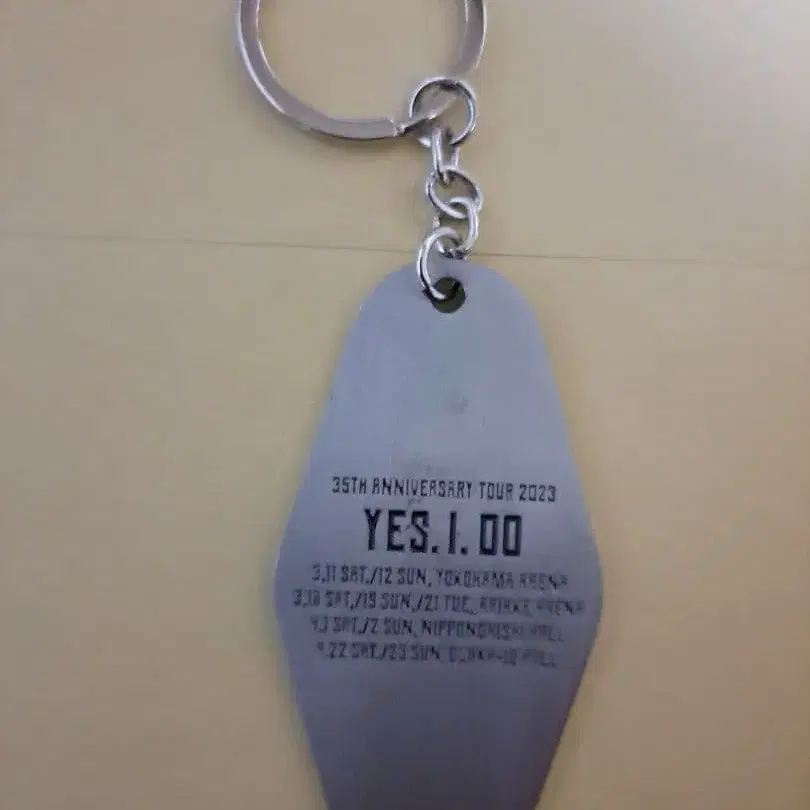 35TH ANNIVERSARY TOUR 2023
YES. I. DO
3,11 SAT,/12 SUN, YOKOHAMA ARENA
3,18 SAT,/19 SUN,/21 TUE, ARIAKE ARENA
4,1 SAT,/2 SUN, NIPPONGAISHI HALL
4,22 SAT,/23 SUN, OSAKA-JO HALL